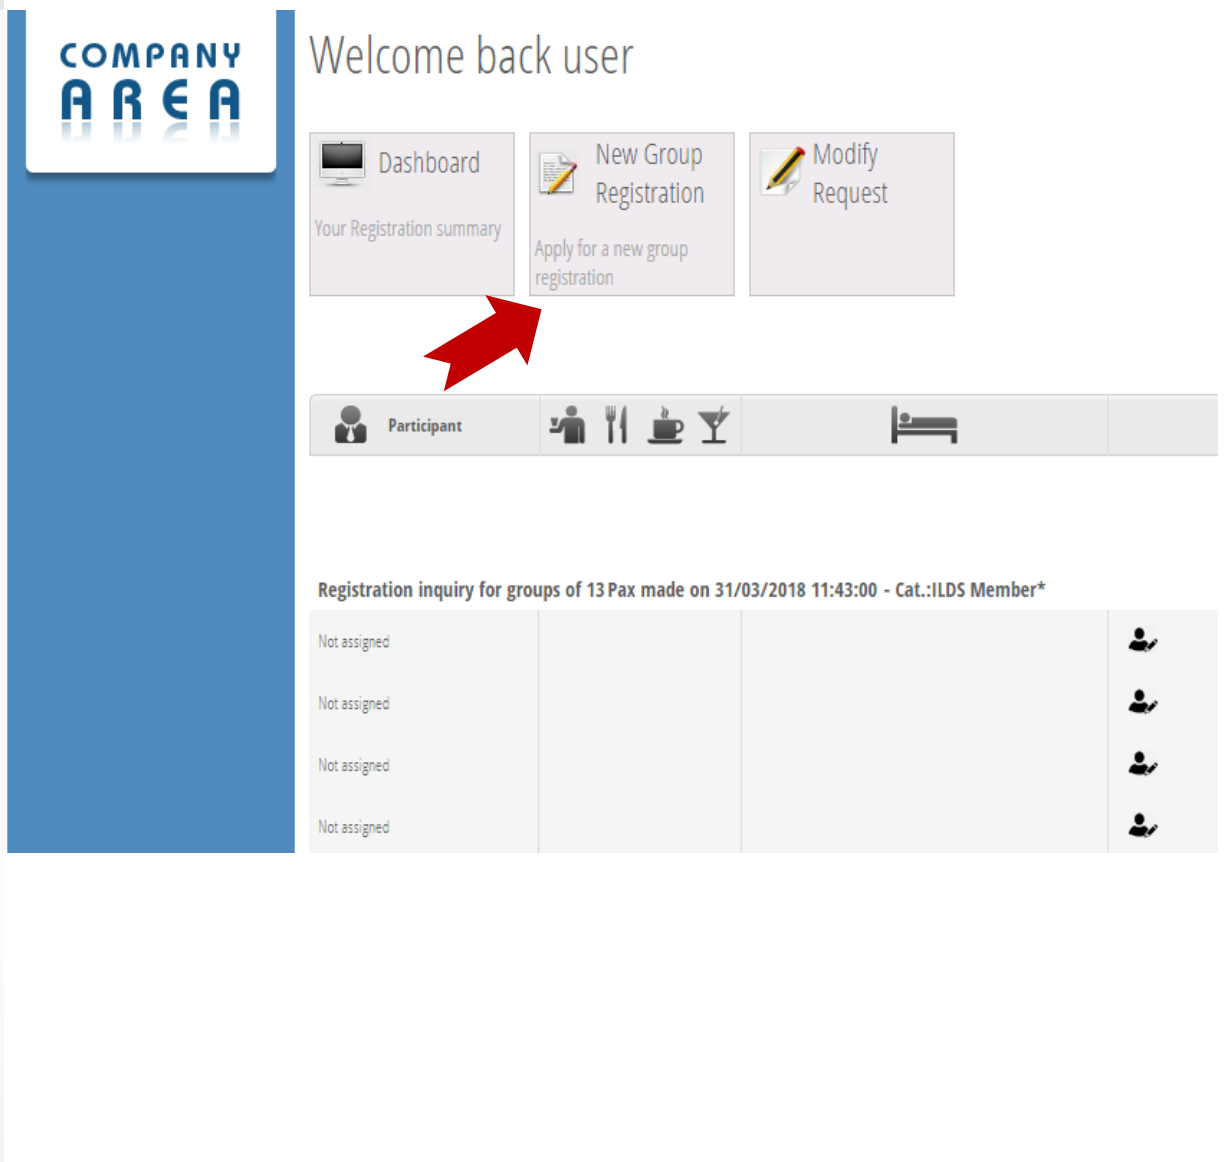 COMPANY
AREA
Welcome back user
Dashboard
Your Registration summary
New Group
Registration
Apply for a new group
registration
Modify
Request
Participant
Registration inquiry for groups of 13 Pax made on 31/03/2018 11:43:00 - Cat.:ILDS Member*
Not assigned
Not assigned
Not assigned
Not assigned